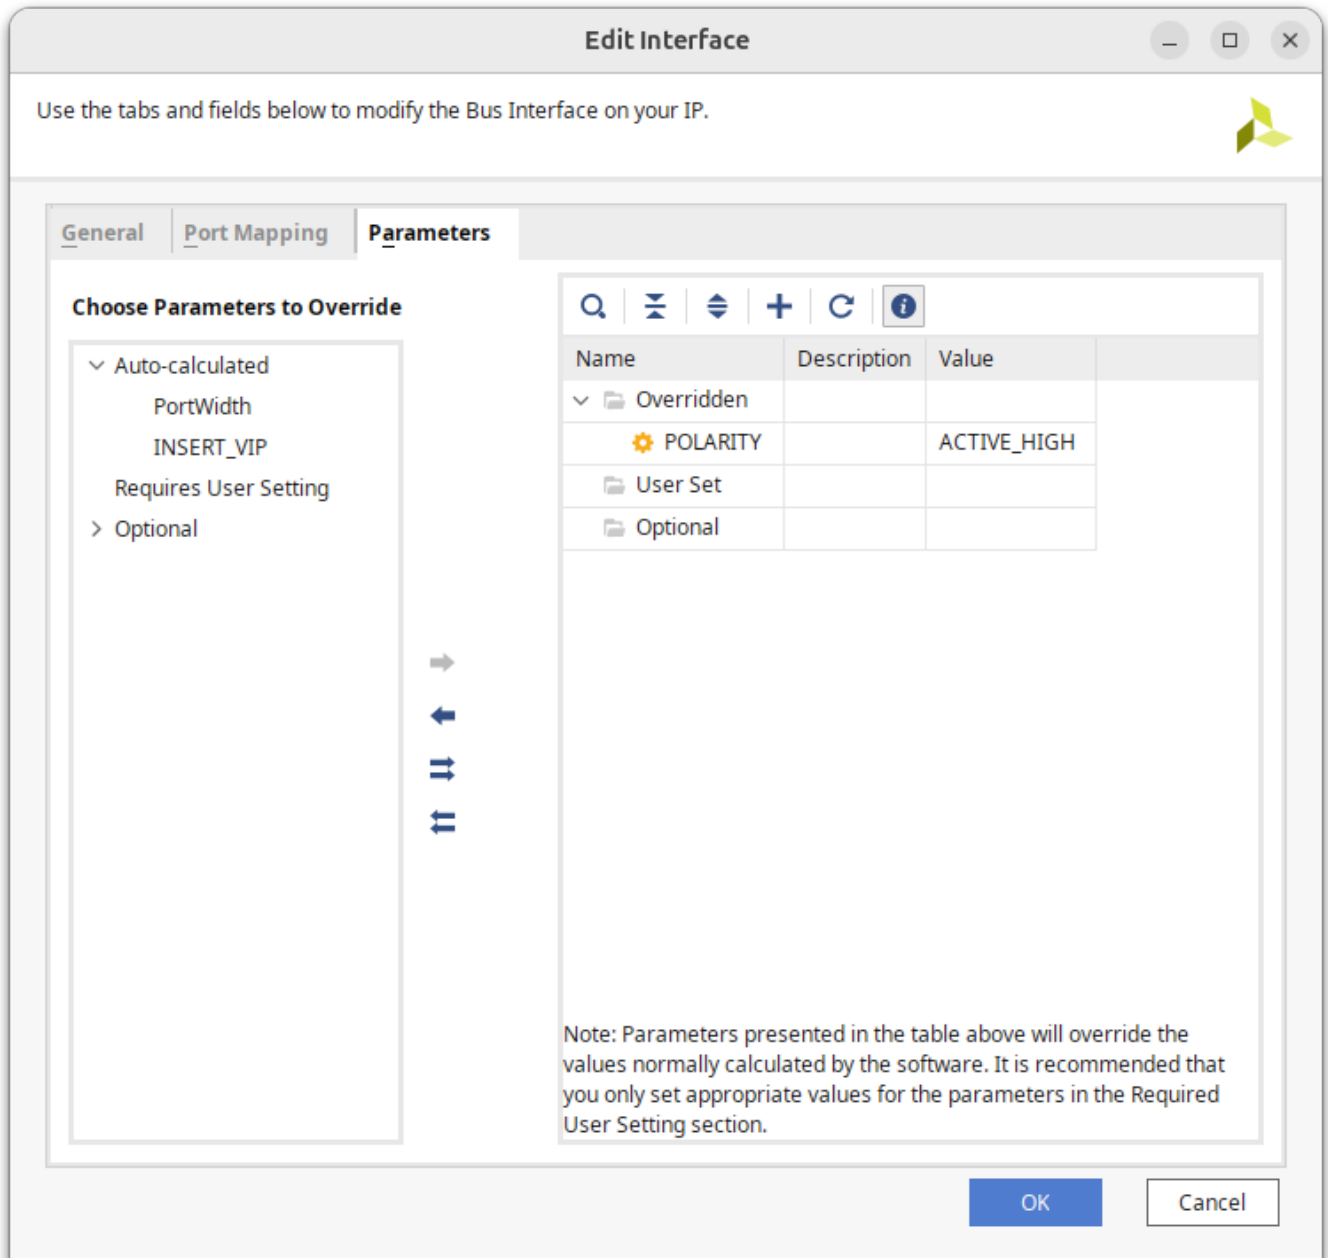 Edit Interface
Use the tabs and fields below to modify the Bus Interface on your IP.
General Port Mapping Parameters
Choose Parameters to Override
Auto-calculated
PortWidth
INSERT_VIP
Requires User Setting
Optional
Name Description Value
Overridden
POLARITY ACTIVE_HIGH
User Set
Optional
Note: Parameters presented in the table above will override the
values normally calculated by the software. It is recommended that
you only set appropriate values for the parameters in the Required
User Setting section.
OK Cancel